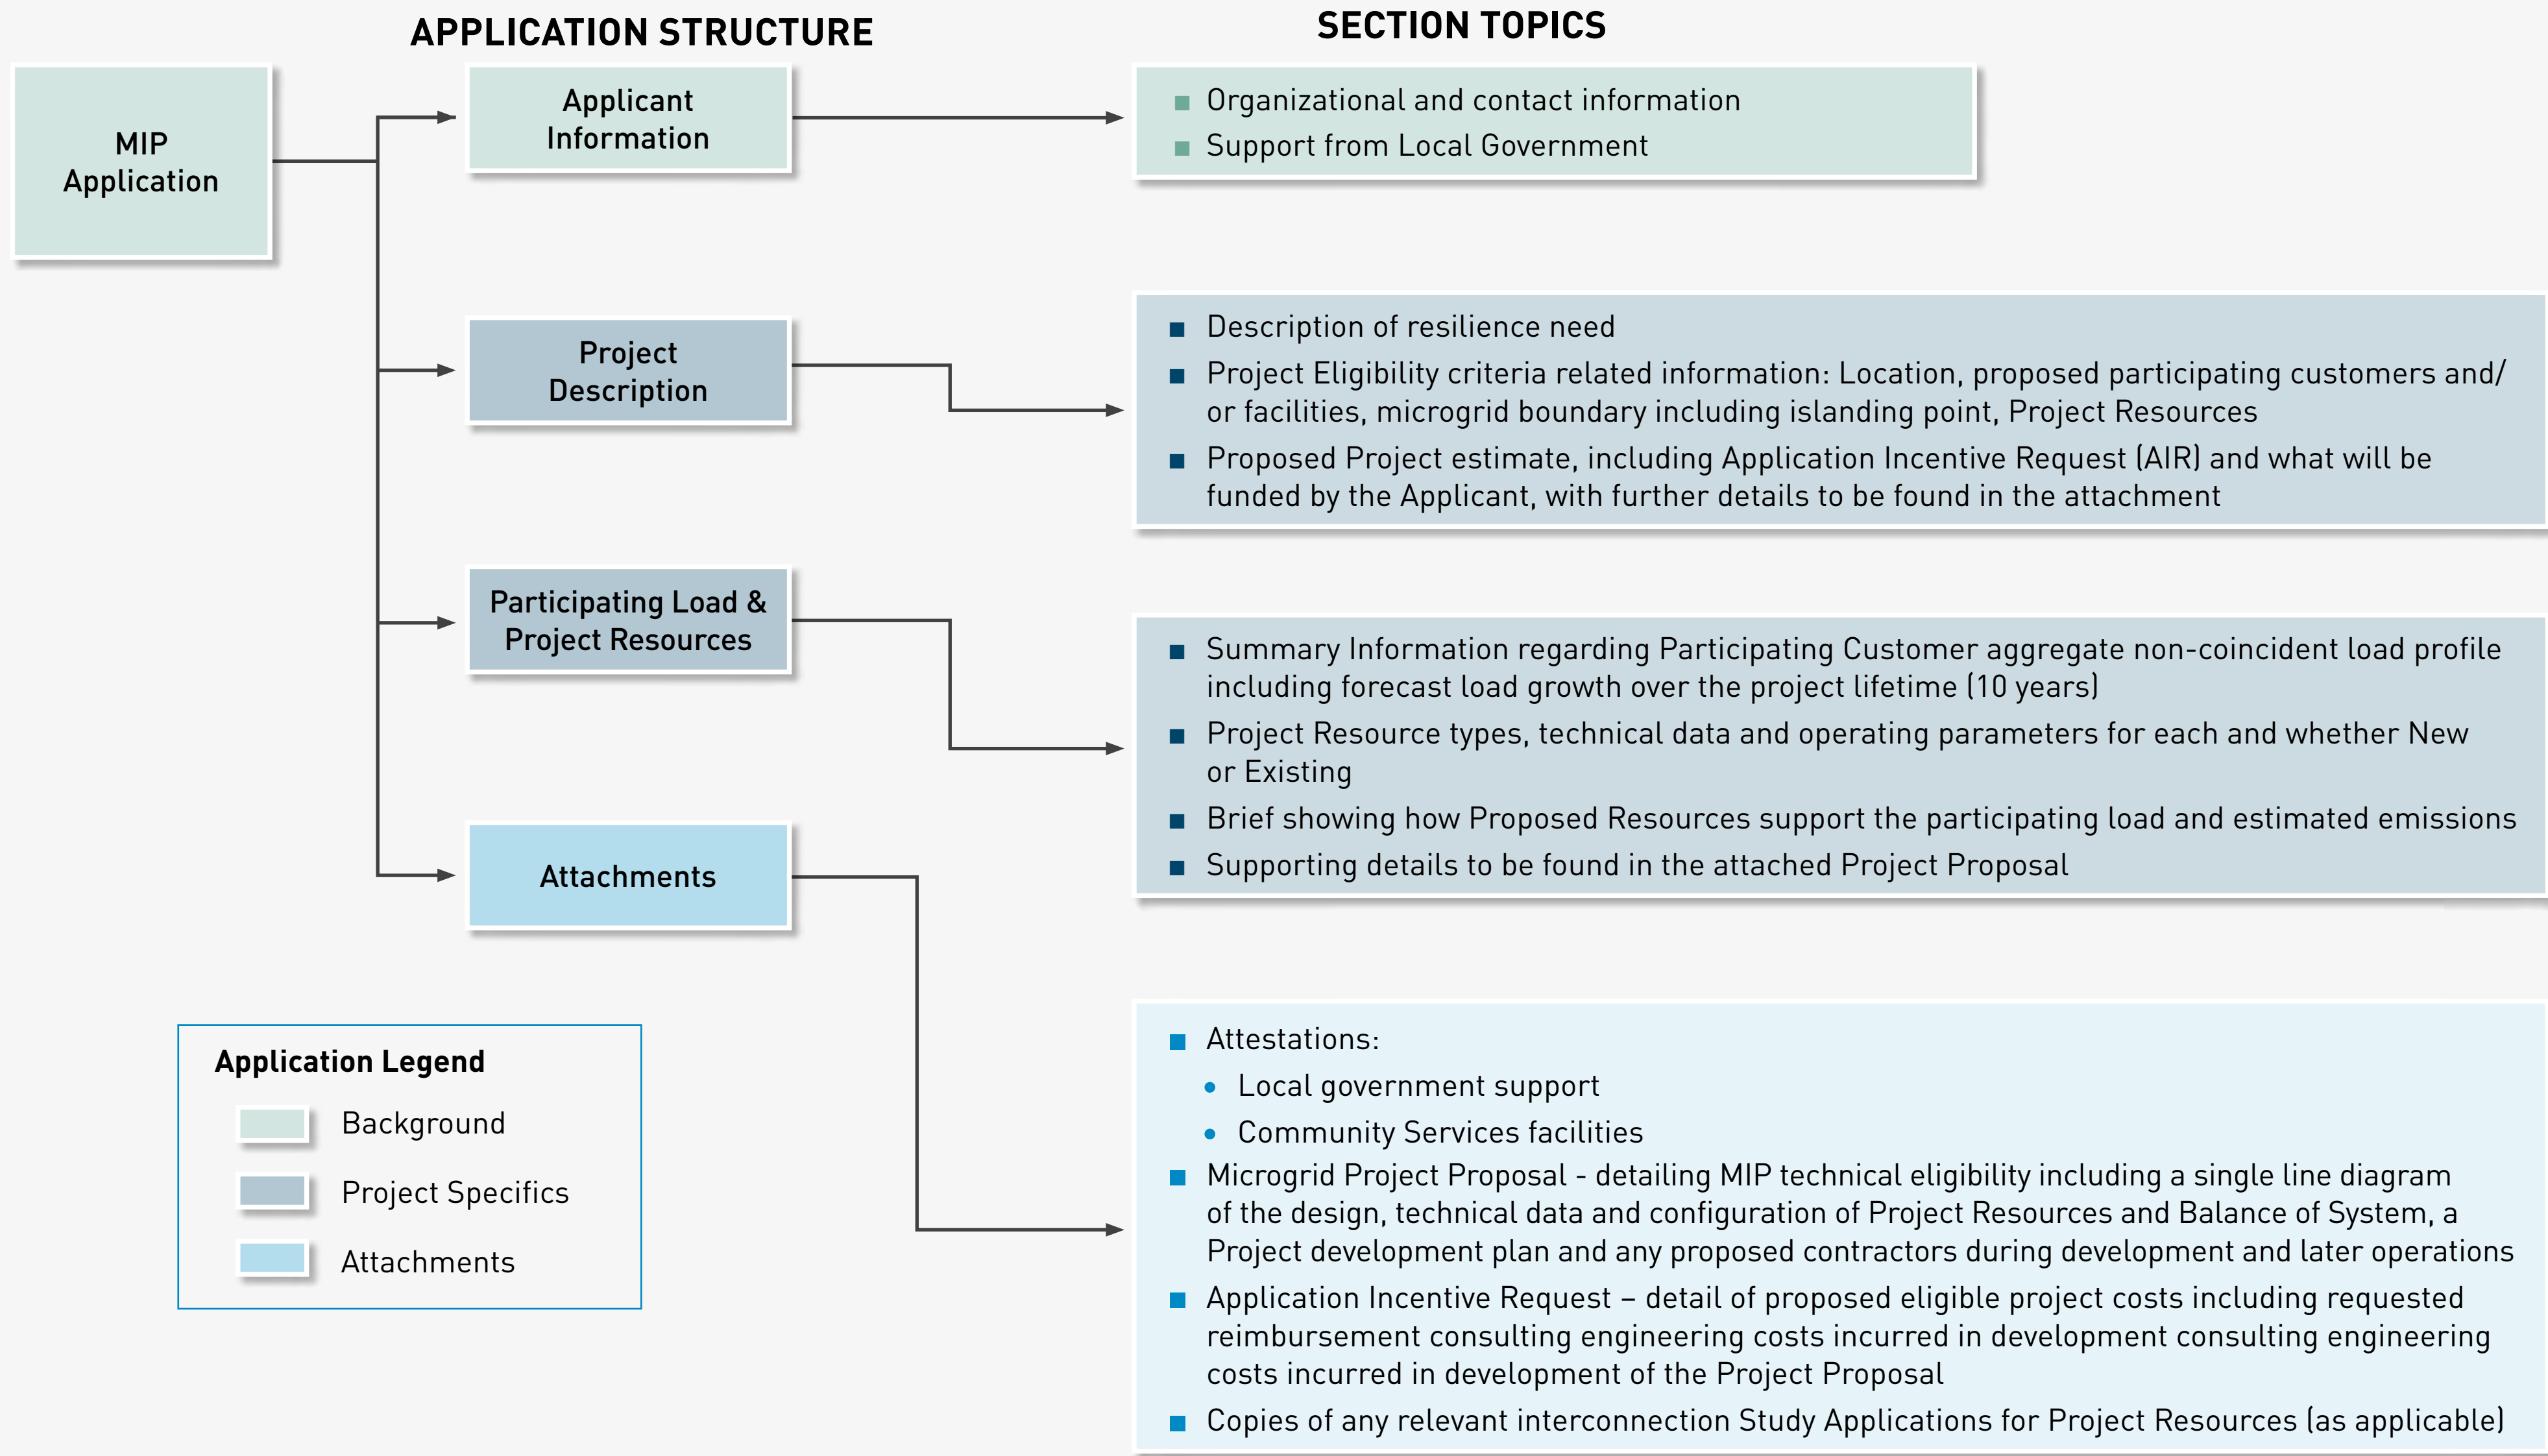 APPLICATION STRUCTURE
SECTION TOPICS
MIP
Application
Applicant
Information
Organizational and contact information
Support from Local Government
Project
Description
Description of resilience need
Project Eligibility criteria related information: Location, proposed participating customers and/
or facilities, microgrid boundary including islanding point, Project Resources
Proposed Project estimate, including Application Incentive Request (AIR) and what will be
funded by the Applicant, with further details to be found in the attachment
Participating Load &
Project Resources
Summary Information regarding Participating Customer aggregate non-coincident load profile
including forecast load growth over the project lifetime (10 years)
Project Resource types, technical data and operating parameters for each and whether New
or Existing
Brief showing how Proposed Resources support the participating load and estimated emissions
Supporting details to be found in the attached Project Proposal
Attachments
Attestations:
Local government support
Community Services facilities
Microgrid Project Proposal - detailing MIP technical eligibility including a single line diagram
of the design, technical data and configuration of Project Resources and Balance of System, a
Project development plan and any proposed contractors during development and later operations
Application Incentive Request – detail of proposed eligible project costs including requested
reimbursement consulting engineering costs incurred in development consulting engineering
costs incurred in development of the Project Proposal
Copies of any relevant interconnection Study Applications for Project Resources (as applicable)
Application Legend
Background
Project Specifics
Attachments